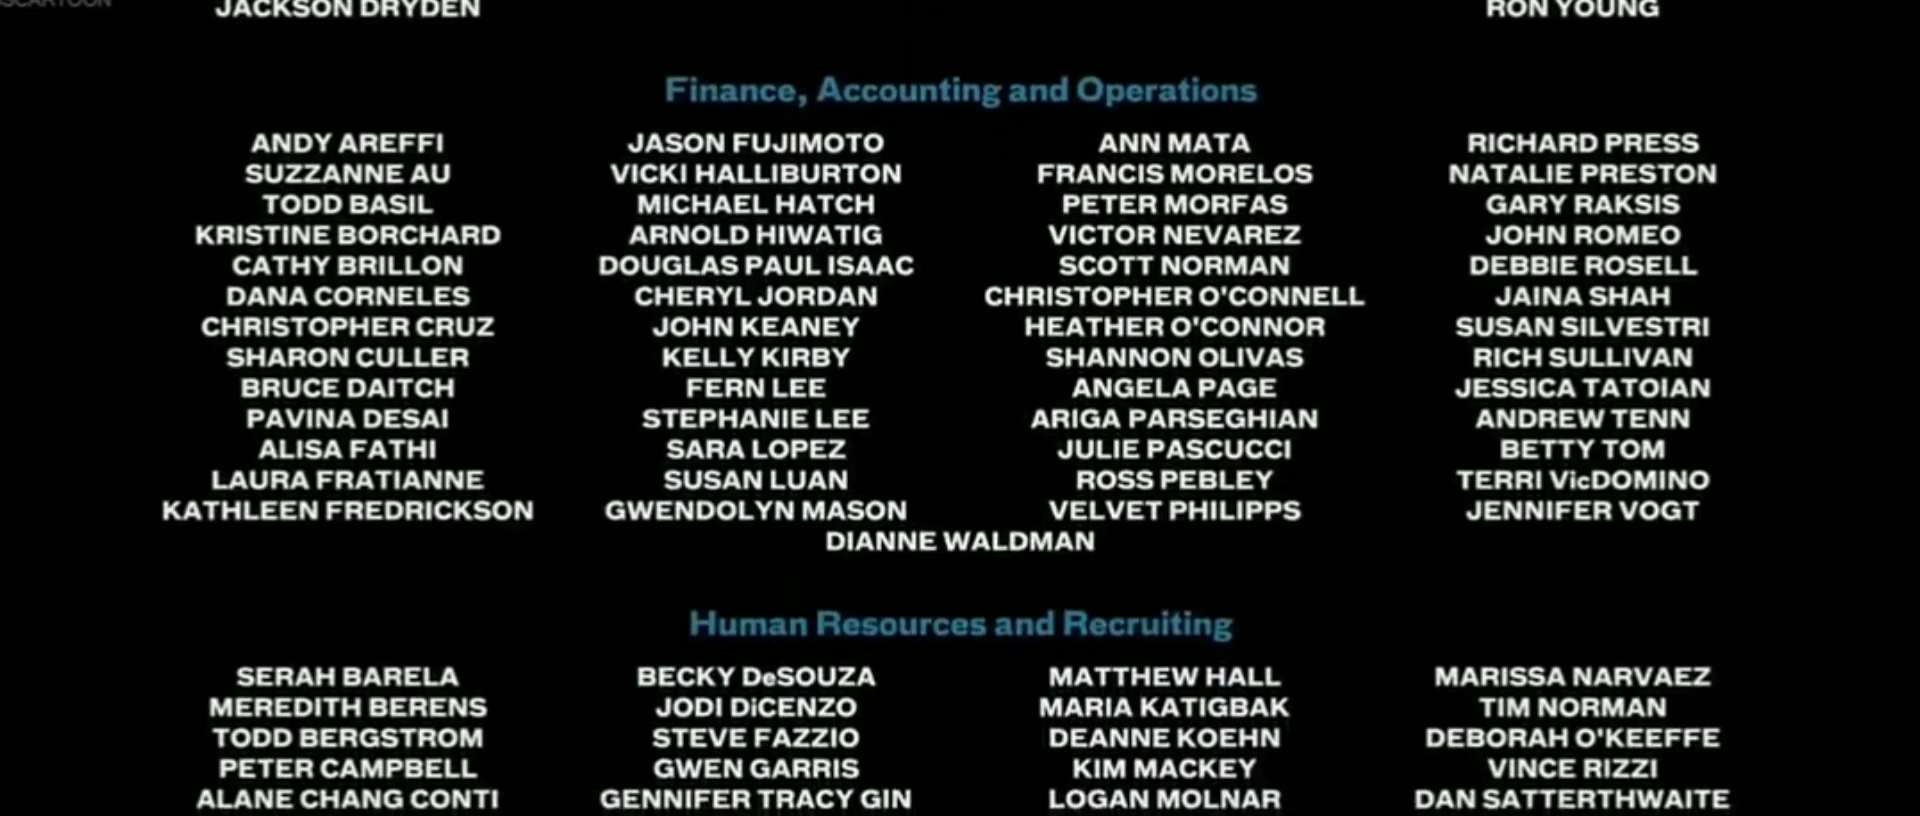 JACKSON DRYDEN RON YOUNG
Finance, Accounting and Operations
ANDY AREFFI JASON FUJIMOTO ANN MATA RICHARD PRESS
SUZZANNE AU VICKI HALLIBURTON FRANCIS MORELOS NATALIE PRESTON
TODD BASIL MICHAEL HATCH PETER MORFAS GARY RAKSIS
KRISTINE BORCHARD ARNOLD HIWATIG VICTOR NEVAREZ JOHN ROMEO
CATHY BRILLON DOUGLAS PAUL ISAAC SCOTT NORMAN DEBBIE ROSELL
DANA CORNELES CHERYL JORDAN CHRISTOPHER O'CONNELL JAINA SHAH
CHRISTOPHER CRUZ JOHN KEANEY HEATHER O'CONNOR SUSAN SILVESTRI
SHARON CULLER KELLY KIRBY SHANNON OLIVAS RICH SULLIVAN
BRUCE DAITCH FERN LEE ANGELA PAGE JESSICA TATOIAN
PAVINA DESAI STEPHANIE LEE ARIGA PARSEGHIAN ANDREW TENN
ALISA FATHI SARA LOPEZ JULIE PASCUCCI BETTY TOM
LAURA FRATIANNE SUSAN LUAN ROSS PEBLEY TERRI VicDOMINO
KATHLEEN FREDRICKSON GWENDOLYN MASON VELVET PHILIPPS JENNIFER VOGT
DIANNE WALDMAN
Human Resources and Recruiting
SERAH BARELA BECKY DeSOUZA MATTHEW HALL MARISSA NARVAEZ
MEREDITH BERENS JODI DiCENZO MARIA KATIGBAK TIM NORMAN
TODD BERGSTROM STEVE FAZZIO DEANNE KOEHN DEBORAH O'KEEFFE
PETER CAMPBELL GWEN GARRIS KIM MACKEY VINCE RIZZI
ALANE CHANG CONTI GENNIFER TRACY GIN LOGAN MOLNAR DAN SATTERTHWAITE